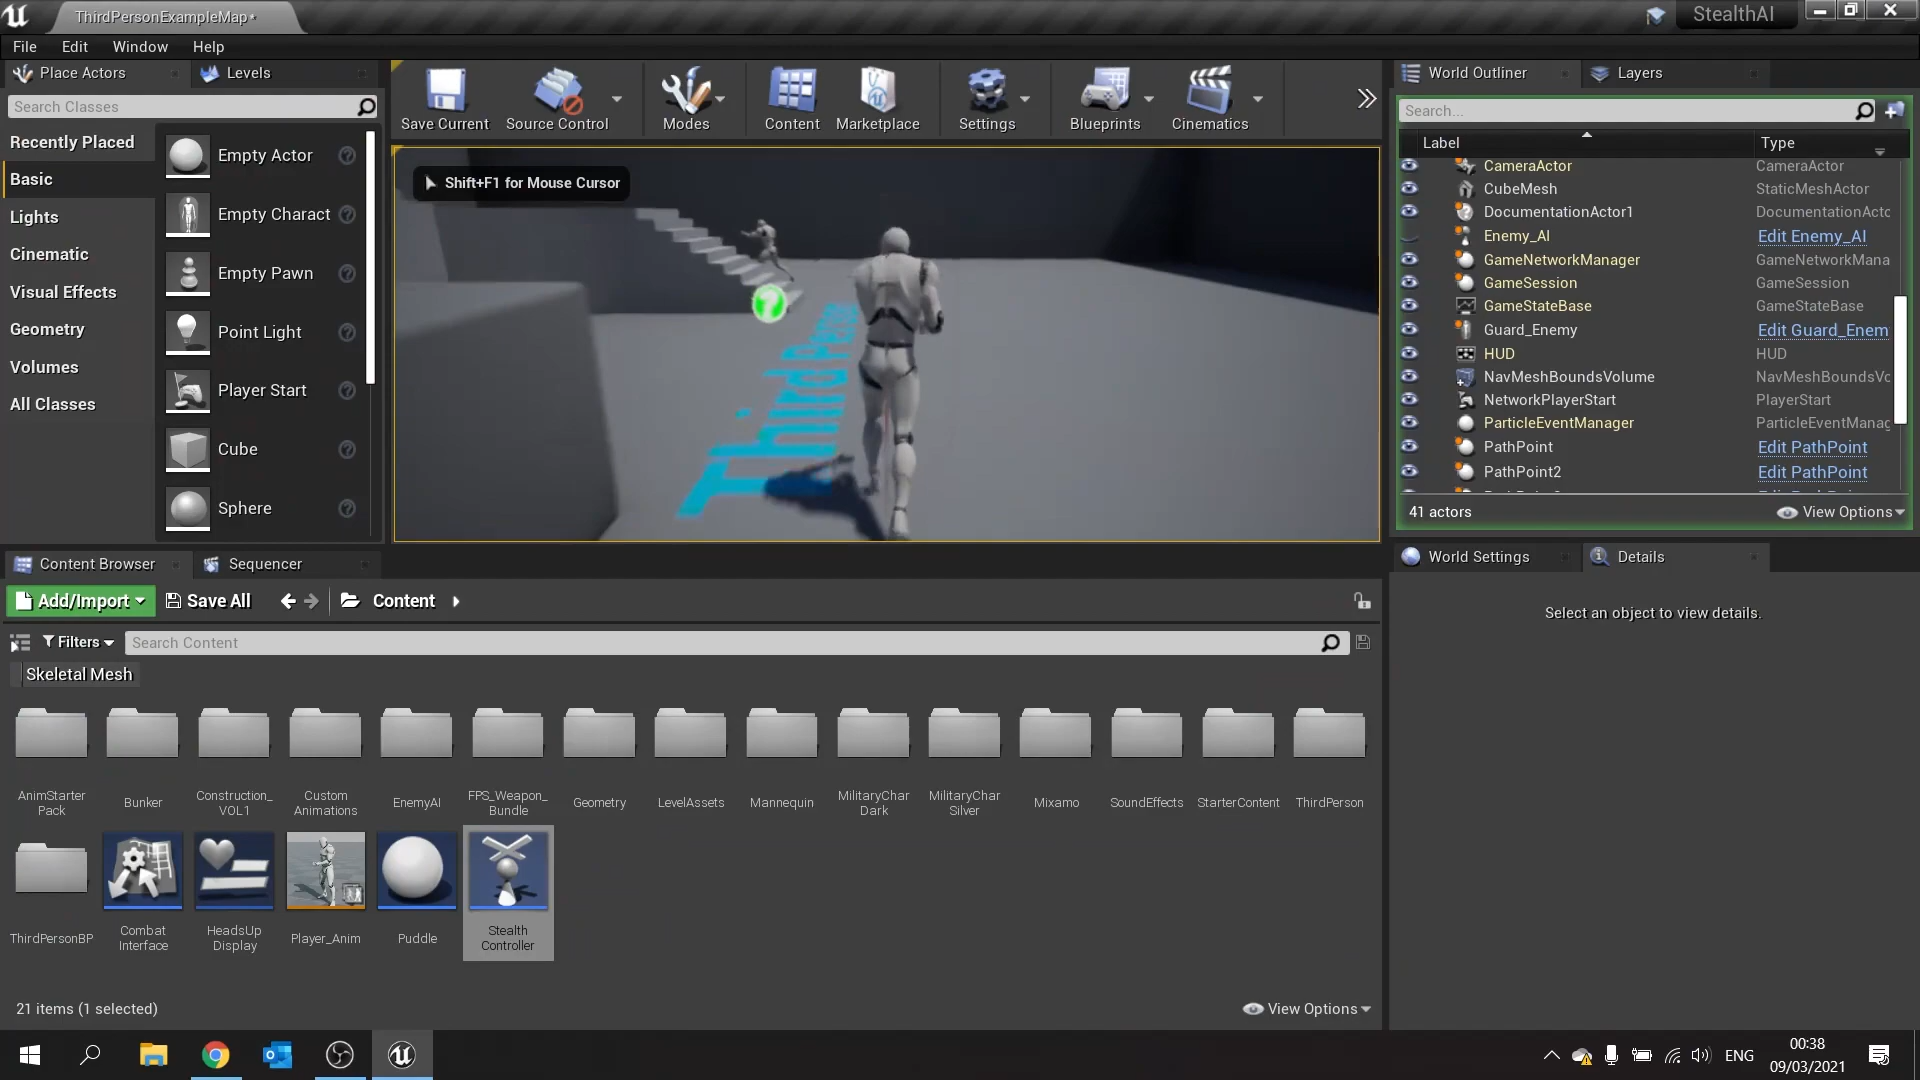 ThirdPersonExampleMap*
StealthAI
File Edit Window Help
Place Actors
Levels
Search Classes
Recently Placed
Basic
Lights
Cinematic
Visual Effects
Geometry
Volumes
All Classes
Empty Actor
Empty Charact
Empty Pawn
Point Light
Player Start
Cube
Sphere
Save Current
Source Control
Modes
Content
Marketplace
Settings
Blueprints
Cinematics
Shift+F1 for Mouse Cursor
World Outliner
Layers
Search...
Label Type
CameraActor CameraActor
CubeMesh StaticMeshActor
DocumentationActor1 DocumentationActo
Enemy_AI Edit Enemy_AI
GameNetworkManager GameNetworkMana
GameSession GameSession
GameStateBase GameStateBase
Guard_Enemy Edit Guard_Enem
HUD HUD
NavMeshBoundsVolume NavMeshBoundsVo
NetworkPlayerStart PlayerStart
ParticleEventManager ParticleEventManag
PathPoint Edit PathPoint
PathPoint2 Edit PathPoint
41 actors
View Options
World Settings
Details
Select an object to view details.
Content Browser
Sequencer
Add/Import
Save All
Content
Filters
Search Content
Skeletal Mesh
AnimStarter
Pack
Bunker
Construction_
VOL1
Custom
Animations
EnemyAI
FPS_Weapon_
Bundle
Geometry
LevelAssets
Mannequin
MilitaryChar
Dark
MilitaryChar
Silver
Mixamo
SoundEffects
StarterContent
ThirdPerson
ThirdPersonBP
Combat
Interface
HeadsUp
Display
Player_Anim
Puddle
Stealth
Controller
21 items (1 selected)
View Options
ENG
00:38
09/03/2021